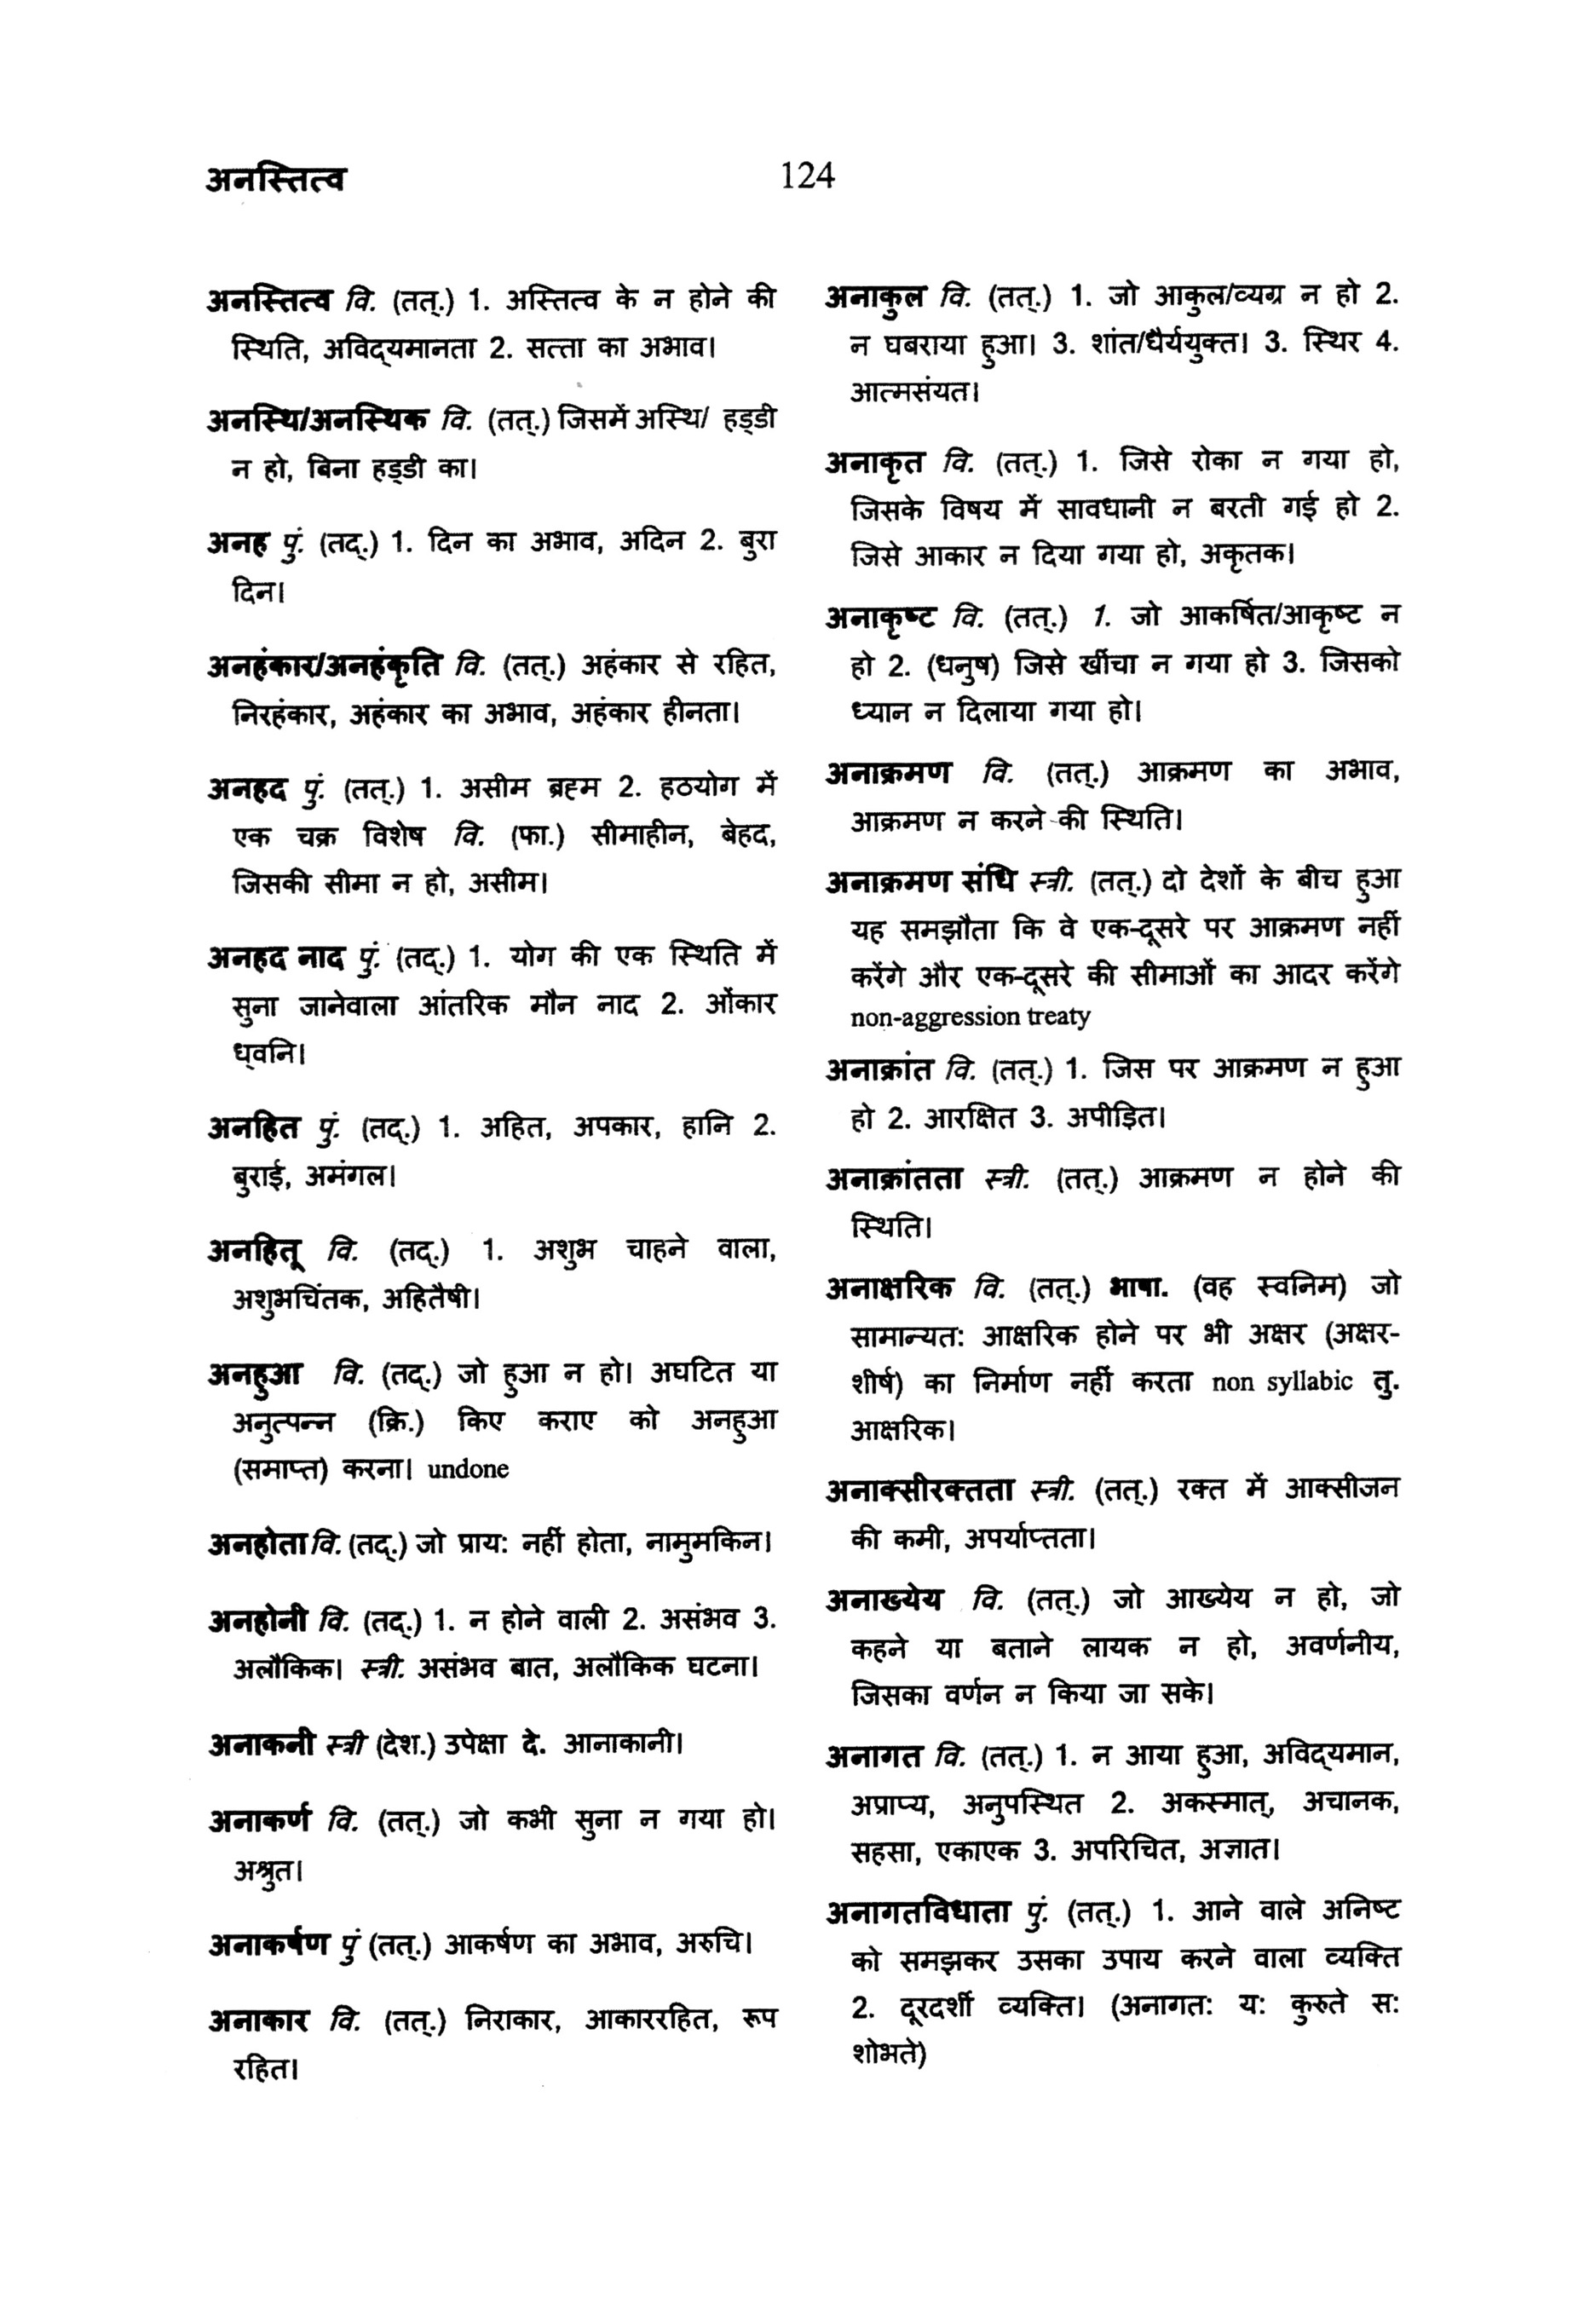 अनस्तित्व
124
अनस्तित्व वि. (तत्.) 1. अस्तित्व के न होने की
स्थिति, अविद्‌यमानता 2. सत्ता का अभाव।
अनस्थि/अनस्थिक वि. (तत्.) जिसमें अस्थि/ हड्‌डी
न हो, बिना हड्‌डी का।
अनह पुं. (तद्.) 1. दिन का अभाव, अदिन 2. बुरा
दिन।
अनहंकार/अनहंकृति वि. (तत्.) अहंकार से रहित,
निरहंकार, अहंकार का अभाव, अहंकार हीनता।
अनहद पुं. (तत्.) 1. असीम ब्रह्‌म 2. हठयोग में
एक चक्र विशेष वि. (फा.) सीमाहीन, बेहद,
जिसकी सीमा न हो, असीम।
अनहद नाद पुं. (तद्.) 1. योग की एक स्थिति में
सुना जानेवाला आंतरिक मौन नाद 2. ओंकार
ध्‌वनि।
अनहित पुं. (तद्.) 1. अहित, अपकार, हानि 2.
बुराई, अमंगल।
अनहितू वि. (तद्.) 1. अशुभ चाहने वाला,
अशुभचिंतक, अहितैषी।
अनहुआ वि. (तद्.) जो हुआ न हो। अघटित या
अनुत्पन्न (क्रि.) किए कराए को अनहुआ
(समाप्त) करना। undone
अनहोता वि. (तद्.) जो प्राय: नहीं होता, नामुमकिन।
अनहोनी वि. (तद्.) 1. न होने वाली 2. असंभव 3.
अलौकिक। स्त्री. असंभव बात, अलौकिक घटना।
अनाकनी स्त्री (देश.) उपेक्षा दे. आनाकानी।
अनाकर्ण वि. (तत्.) जो कभी सुना न गया हो।
अश्रुत।
अनाकर्षण पुं (तत्.) आकर्षण का अभाव, अरुचि।
अनाकार वि. (तत्.) निराकार, आकाररहित, रूप
रहित।
अनाकुल वि. (तत्.) 1. जो आकुल/व्यग्र न हो 2.
न घबराया हुआ। 3. शांत/धैर्ययुक्त। 3. स्थिर 4.
आत्मसंयत।
अनाकृत वि. (तत्.) 1. जिसे रोका न गया हो,
जिसके विषय में सावधानी न बरती गई हो 2.
जिसे आकार न दिया गया हो, अकृतक।
अनाकृष्ट वि. (तत्.) 1. जो आकर्षित/आकृष्ट न
हो 2. (धनुष) जिसे खींचा न गया हो 3. जिसको
ध्यान न दिलाया गया हो।
अनाक्रमण वि. (तत्.) आक्रमण का अभाव,
आक्रमण न करने की स्थिति।
अनाक्रमण संधि स्त्री. (तत्.) दो देशों के बीच हुआ
यह समझौता कि वे एक-दूसरे पर आक्रमण नहीं
करेंगे और एक-दूसरे की सीमाओं का आदर करेंगे
non-aggression treaty
अनाक्रांत वि. (तत्.) 1. जिस पर आक्रमण न हुआ
हो 2. आरक्षित 3. अपीड़ित।
अनाक्रांतता स्त्री. (तत्.) आक्रमण न होने की
स्थिति।
अनाक्षरिक वि. (तत्.) भाषा. (वह स्वनिम) जो
सामान्यत: आक्षरिक होने पर भी अक्षर (अक्षर-
शीर्ष) का निर्माण नहीं करता non syllabic तु.
आक्षरिक।
अनाक्सीरक्तता स्त्री. (तत्.) रक्त में आक्सीजन
की कमी, अपर्याप्तता।
अनाख्येय वि. (तत्.) जो आख्येय न हो, जो
कहने या बताने लायक न हो, अवर्णनीय,
जिसका वर्णन न किया जा सके।
अनागत वि. (तत्.) 1. न आया हुआ, अविद्‌यमान,
अप्राप्य, अनुपस्थित 2. अकस्मात्, अचानक,
सहसा, एकाएक 3. अपरिचित, अज्ञात।
अनागतविधाता पुं. (तत्.) 1. आने वाले अनिष्ट
को समझकर उसका उपाय करने वाला व्यक्ति
2. दूरदर्शी व्यक्ति। (अनागत: य: कुरुते स:
शोभते)